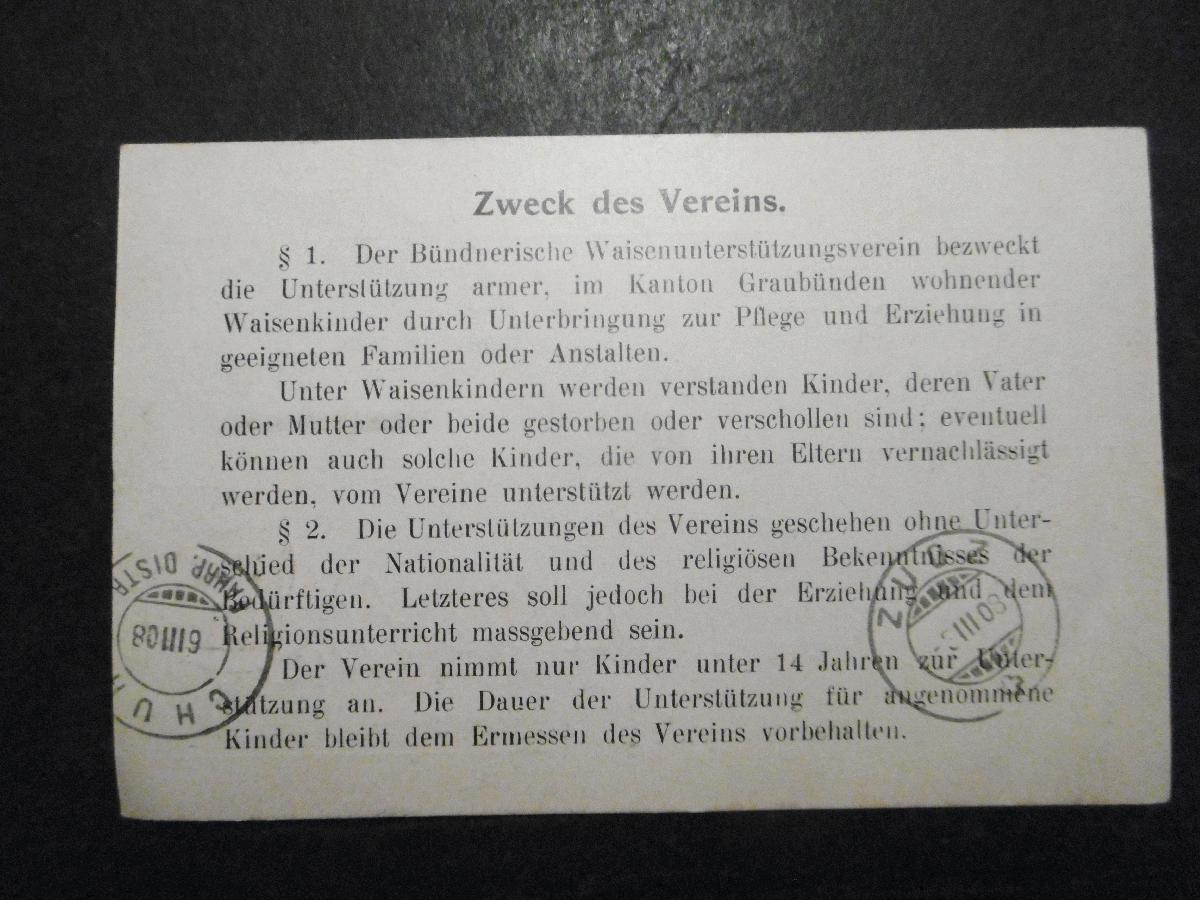 Zweck des Vereins.
§ 1. Der Bündnerische Waisenunterstützungsverein bezweckt
die Unterstützung armer, im Kanton Graubünden wohnender
Waisenkinder durch Unterbringung zur Pflege und Erziehung in
geeigneten Familien oder Anstalten.
Unter Waisenkindern werden verstanden Kinder, deren Vater
oder Mutter oder beide gestorben oder verschollen sind; eventuell
können auch solche Kinder, die von ihren Eltern vernachlässigt
werden, vom Vereine unterstützt werden.
§ 2. Die Unterstützungen des Vereins geschehen ohne Unter-
schied der Nationalität und des religiösen Bekenntnisses der
Bedürftigen. Letzteres soll jedoch bei der Erziehung und dem
Religionsunterricht massgebend sein.
Der Verein nimmt nur Kinder unter 14 Jahren zur Unter-
stützung an. Die Dauer der Unterstützung für angenommene
Kinder bleibt dem Ermessen des Vereins vorbehalten.
CHUR
6III08
DISTR
ZUOZ
III08